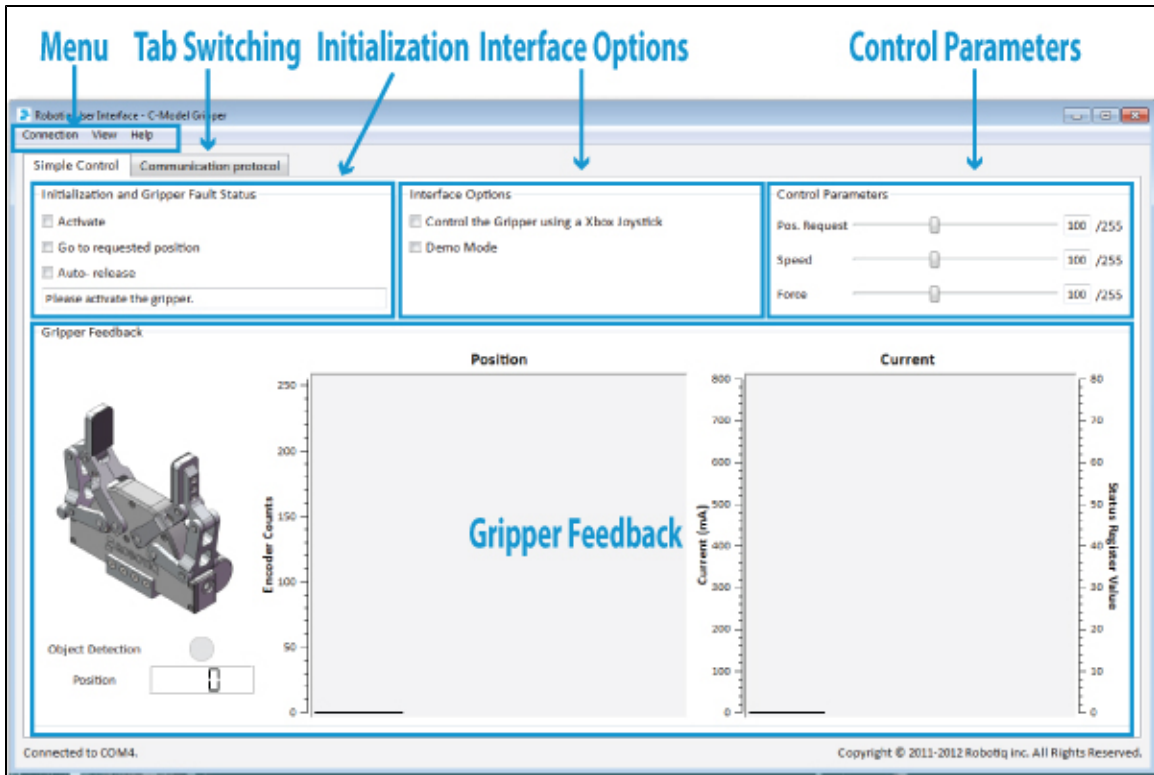 Menu Tab Switching Initialization Interface Options Control Parameters
Robotiq User Interface - C-Model Gripper
Connection View Help
Simple Control Communication protocol
Initialization and Gripper Fault Status
Activate
Go to requested position
Auto- release
Please activate the gripper.
Interface Options
Control the Gripper using a Xbox Joystick
Demo Mode
Control Parameters
Pos. Request 100 /255
Speed 100 /255
Force 100 /255
Gripper Feedback
Object Detection
Position 0
Position
Encoder Counts
250
200
150
100
50
0
Gripper Feedback
Current
Current (mA)
800
700
600
500
400
300
200
100
0
80
70
60
50
40
30
20
10
0
Status Register Value
Connected to COM4.
Copyright © 2011-2012 Robotiq inc. All Rights Reserved.